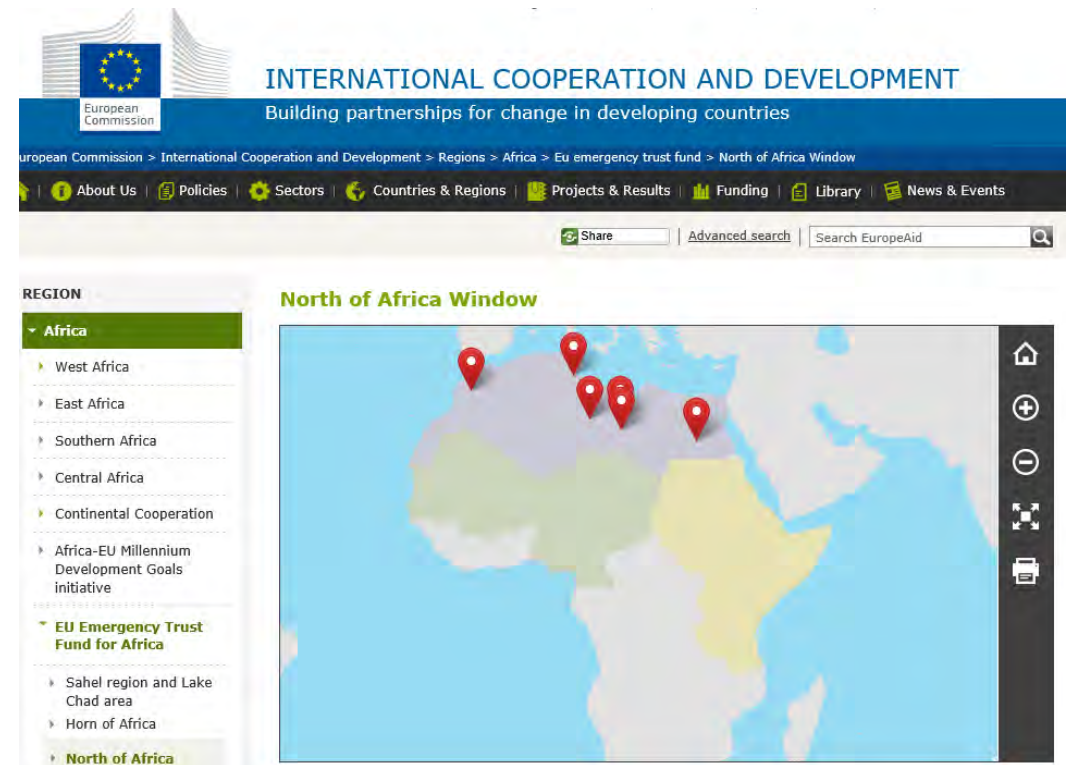 European
Commission
INTERNATIONAL COOPERATION AND DEVELOPMENT
Building partnerships for change in developing countries
uropean Commission > International Cooperation and Development > Regions > Africa > Eu emergency trust fund > North of Africa Window
About Us | Policies | Sectors | Countries & Regions | Projects & Results | Funding | Library | News & Events
Share | Advanced search | Search EuropeAid
REGION
Africa
West Africa
East Africa
Southern Africa
Central Africa
Continental Cooperation
Africa-EU Millennium
Development Goals
initiative
EU Emergency Trust
Fund for Africa
Sahel region and Lake
Chad area
Horn of Africa
North of Africa
North of Africa Window